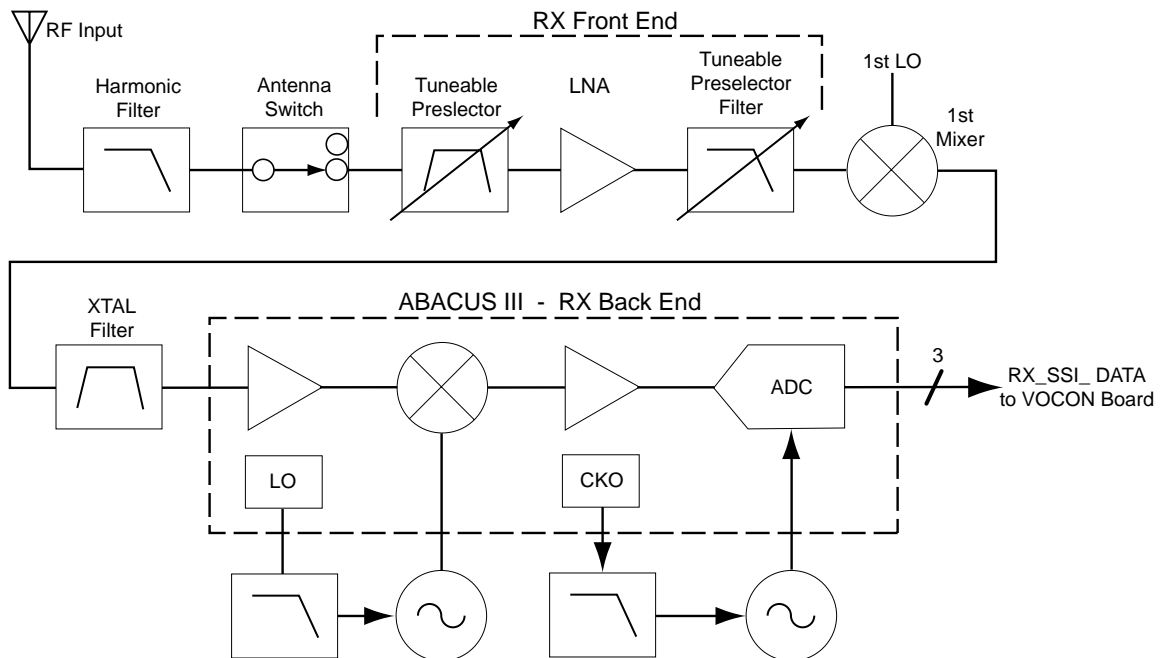 RX Front End
RF Input
Harmonic
Filter
Antenna
Switch
Tuneable
Preslector
LNA
Tuneable
Preselector
Filter
1st LO
1st
Mixer
XTAL
Filter
ABACUS III - RX Back End
ADC
3
RX_SSI_ DATA
to VOCON Board
LO
CKO